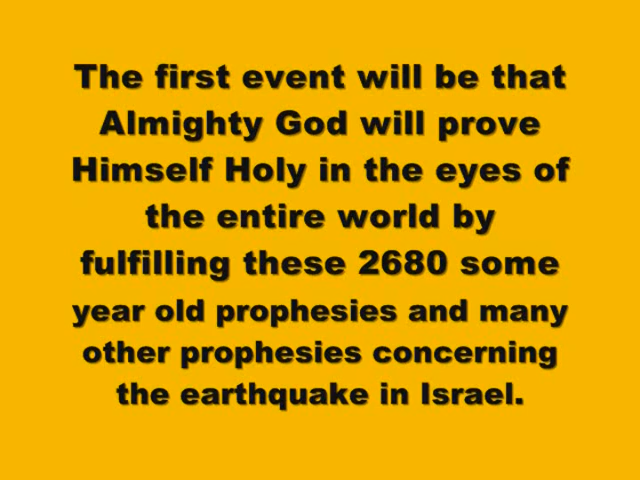 The first event will be that
Almighty God will prove
Himself Holy in the eyes of
the entire world by
fulfilling these 2680 some
year old prophesies and many
other prophesies concerning
the earthquake in Israel.